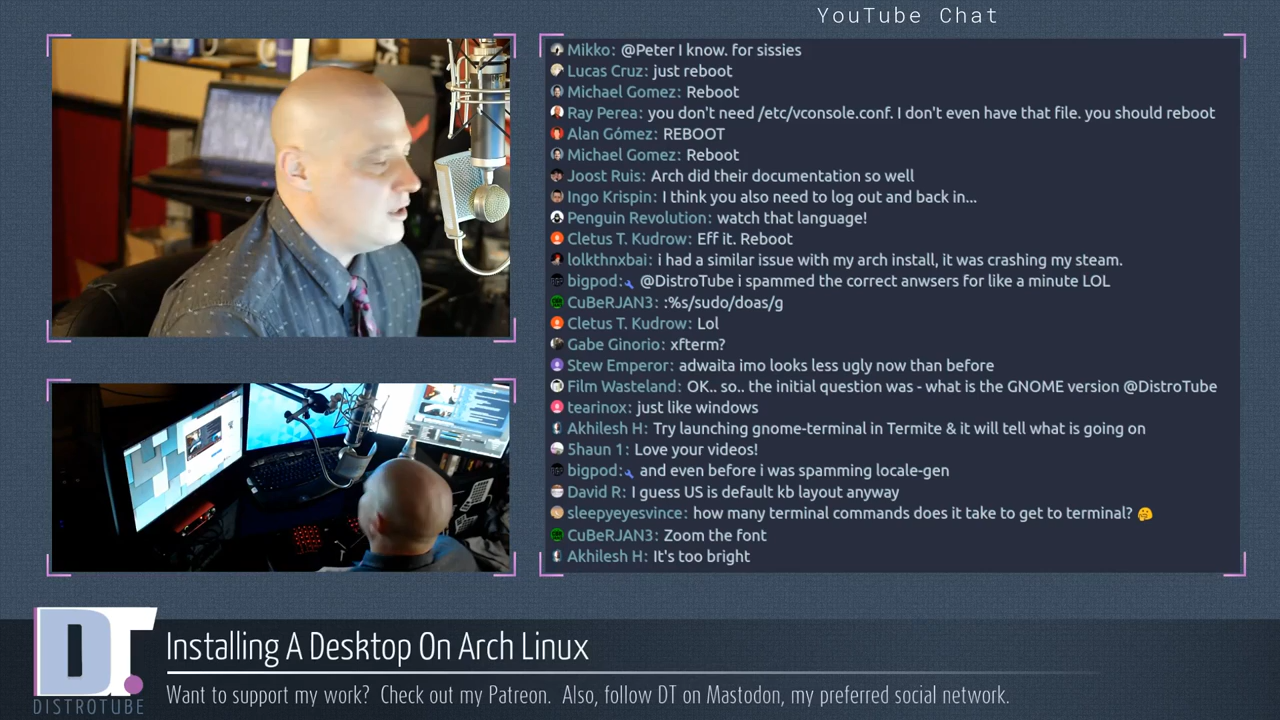 YouTube Chat
Mikko: @Peter I know. for sissies
Lucas Cruz: just reboot
Michael Gomez: Reboot
Ray Perea: you don't need /etc/vconsole.conf. I don't even have that file. you should reboot
Alan Gómez: REBOOT
Michael Gomez: Reboot
Joost Ruis: Arch did their documentation so well
Ingo Krispin: I think you also need to log out and back in...
Penguin Revolution: watch that language!
Cletus T. Kudrow: Eff it. Reboot
lolkthnxbai: i had a similar issue with my arch install, it was crashing my steam.
bigpod: @DistroTube i spammed the correct anwsers for like a minute LOL
CuBeRJAN3: :%s/sudo/doas/g
Cletus T. Kudrow: Lol
Gabe Ginorio: xfterm?
Stew Emperor: adwaita imo looks less ugly now than before
Film Wasteland: OK.. so.. the initial question was - what is the GNOME version @DistroTube
tearinox: just like windows
Akhilesh H: Try launching gnome-terminal in Termite & it will tell what is going on
5haun 1: Love your videos!
bigpod: and even before i was spamming locale-gen
David R: I guess US is default kb layout anyway
sleepyeyesvince: how many terminal commands does it take to get to terminal? 🤔
CuBeRJAN3: Zoom the font
Akhilesh H: It's too bright
DT.
DISTROTUBE
Installing A Desktop On Arch Linux
Want to support my work? Check out my Patreon. Also, follow DT on Mastodon, my preferred social network.